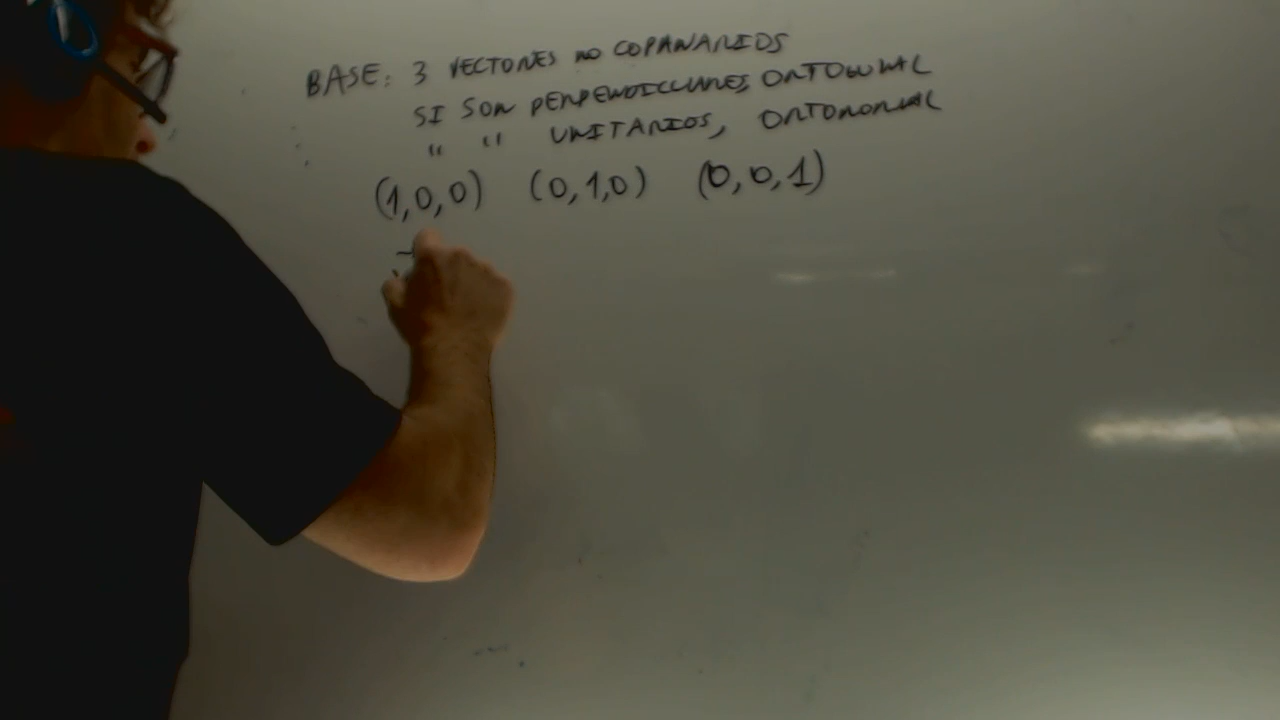 BASE: 3 VECTORES NO COPANARIOS
SI SON PERPENDICULARES, ORTOGONAL
" " UNITARIOS, ORTONORMAL
(1,0,0) (0,1,0) (0,0,1)